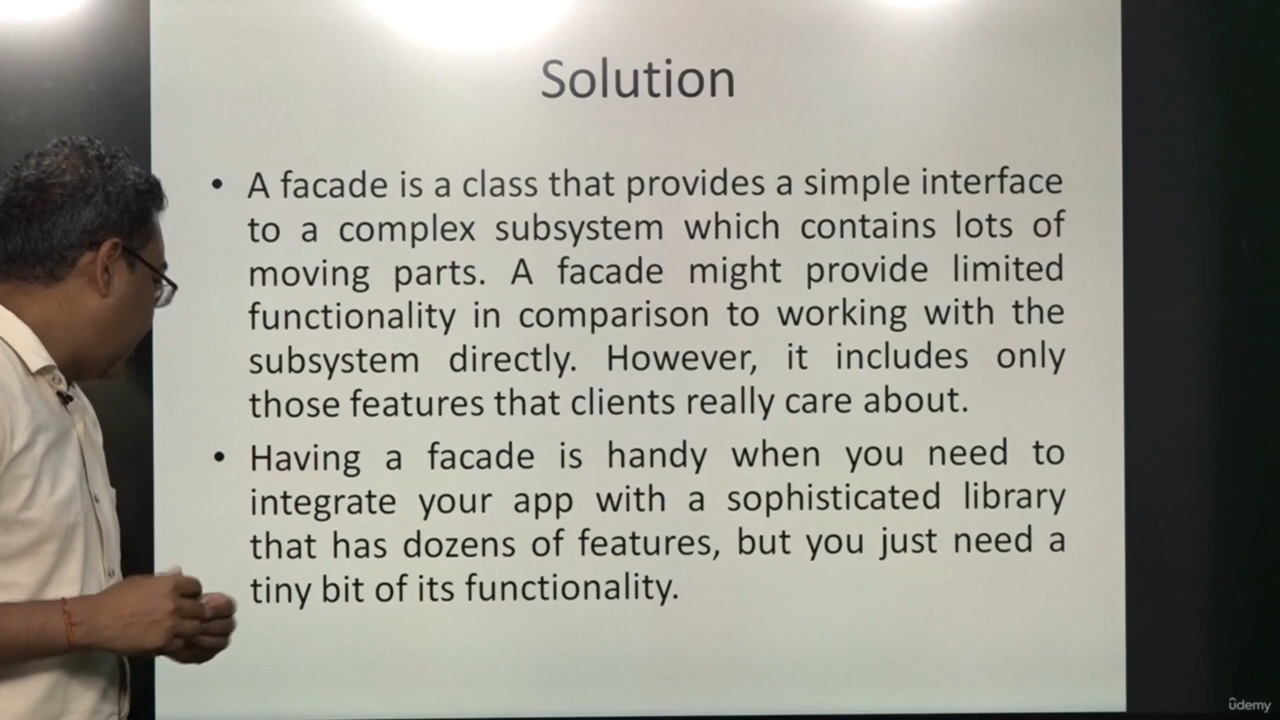 Solution
• A facade is a class that provides a simple interface
to a complex subsystem which contains lots of
moving parts. A facade might provide limited
functionality in comparison to working with the
subsystem directly. However, it includes only
those features that clients really care about.
• Having a facade is handy when you need to
integrate your app with a sophisticated library
that has dozens of features, but you just need a
tiny bit of its functionality.
ûdemy